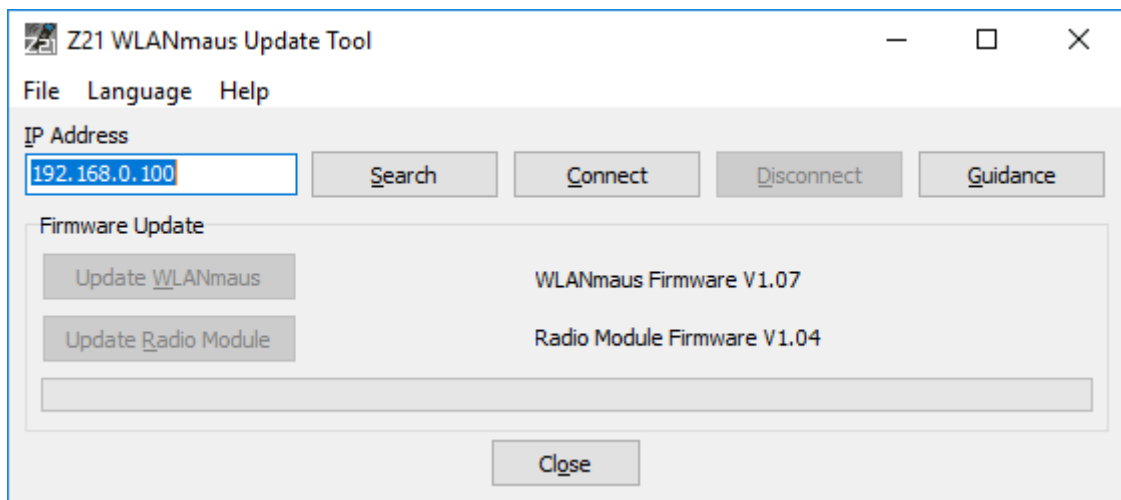 Z21 WLANmaus Update Tool
File Language Help
IP Address
192.168.0.100 Search Connect Disconnect Guidance
Firmware Update
Update WLANmaus WLANmaus Firmware V1.07
Update Radio Module Radio Module Firmware V1.04
Close